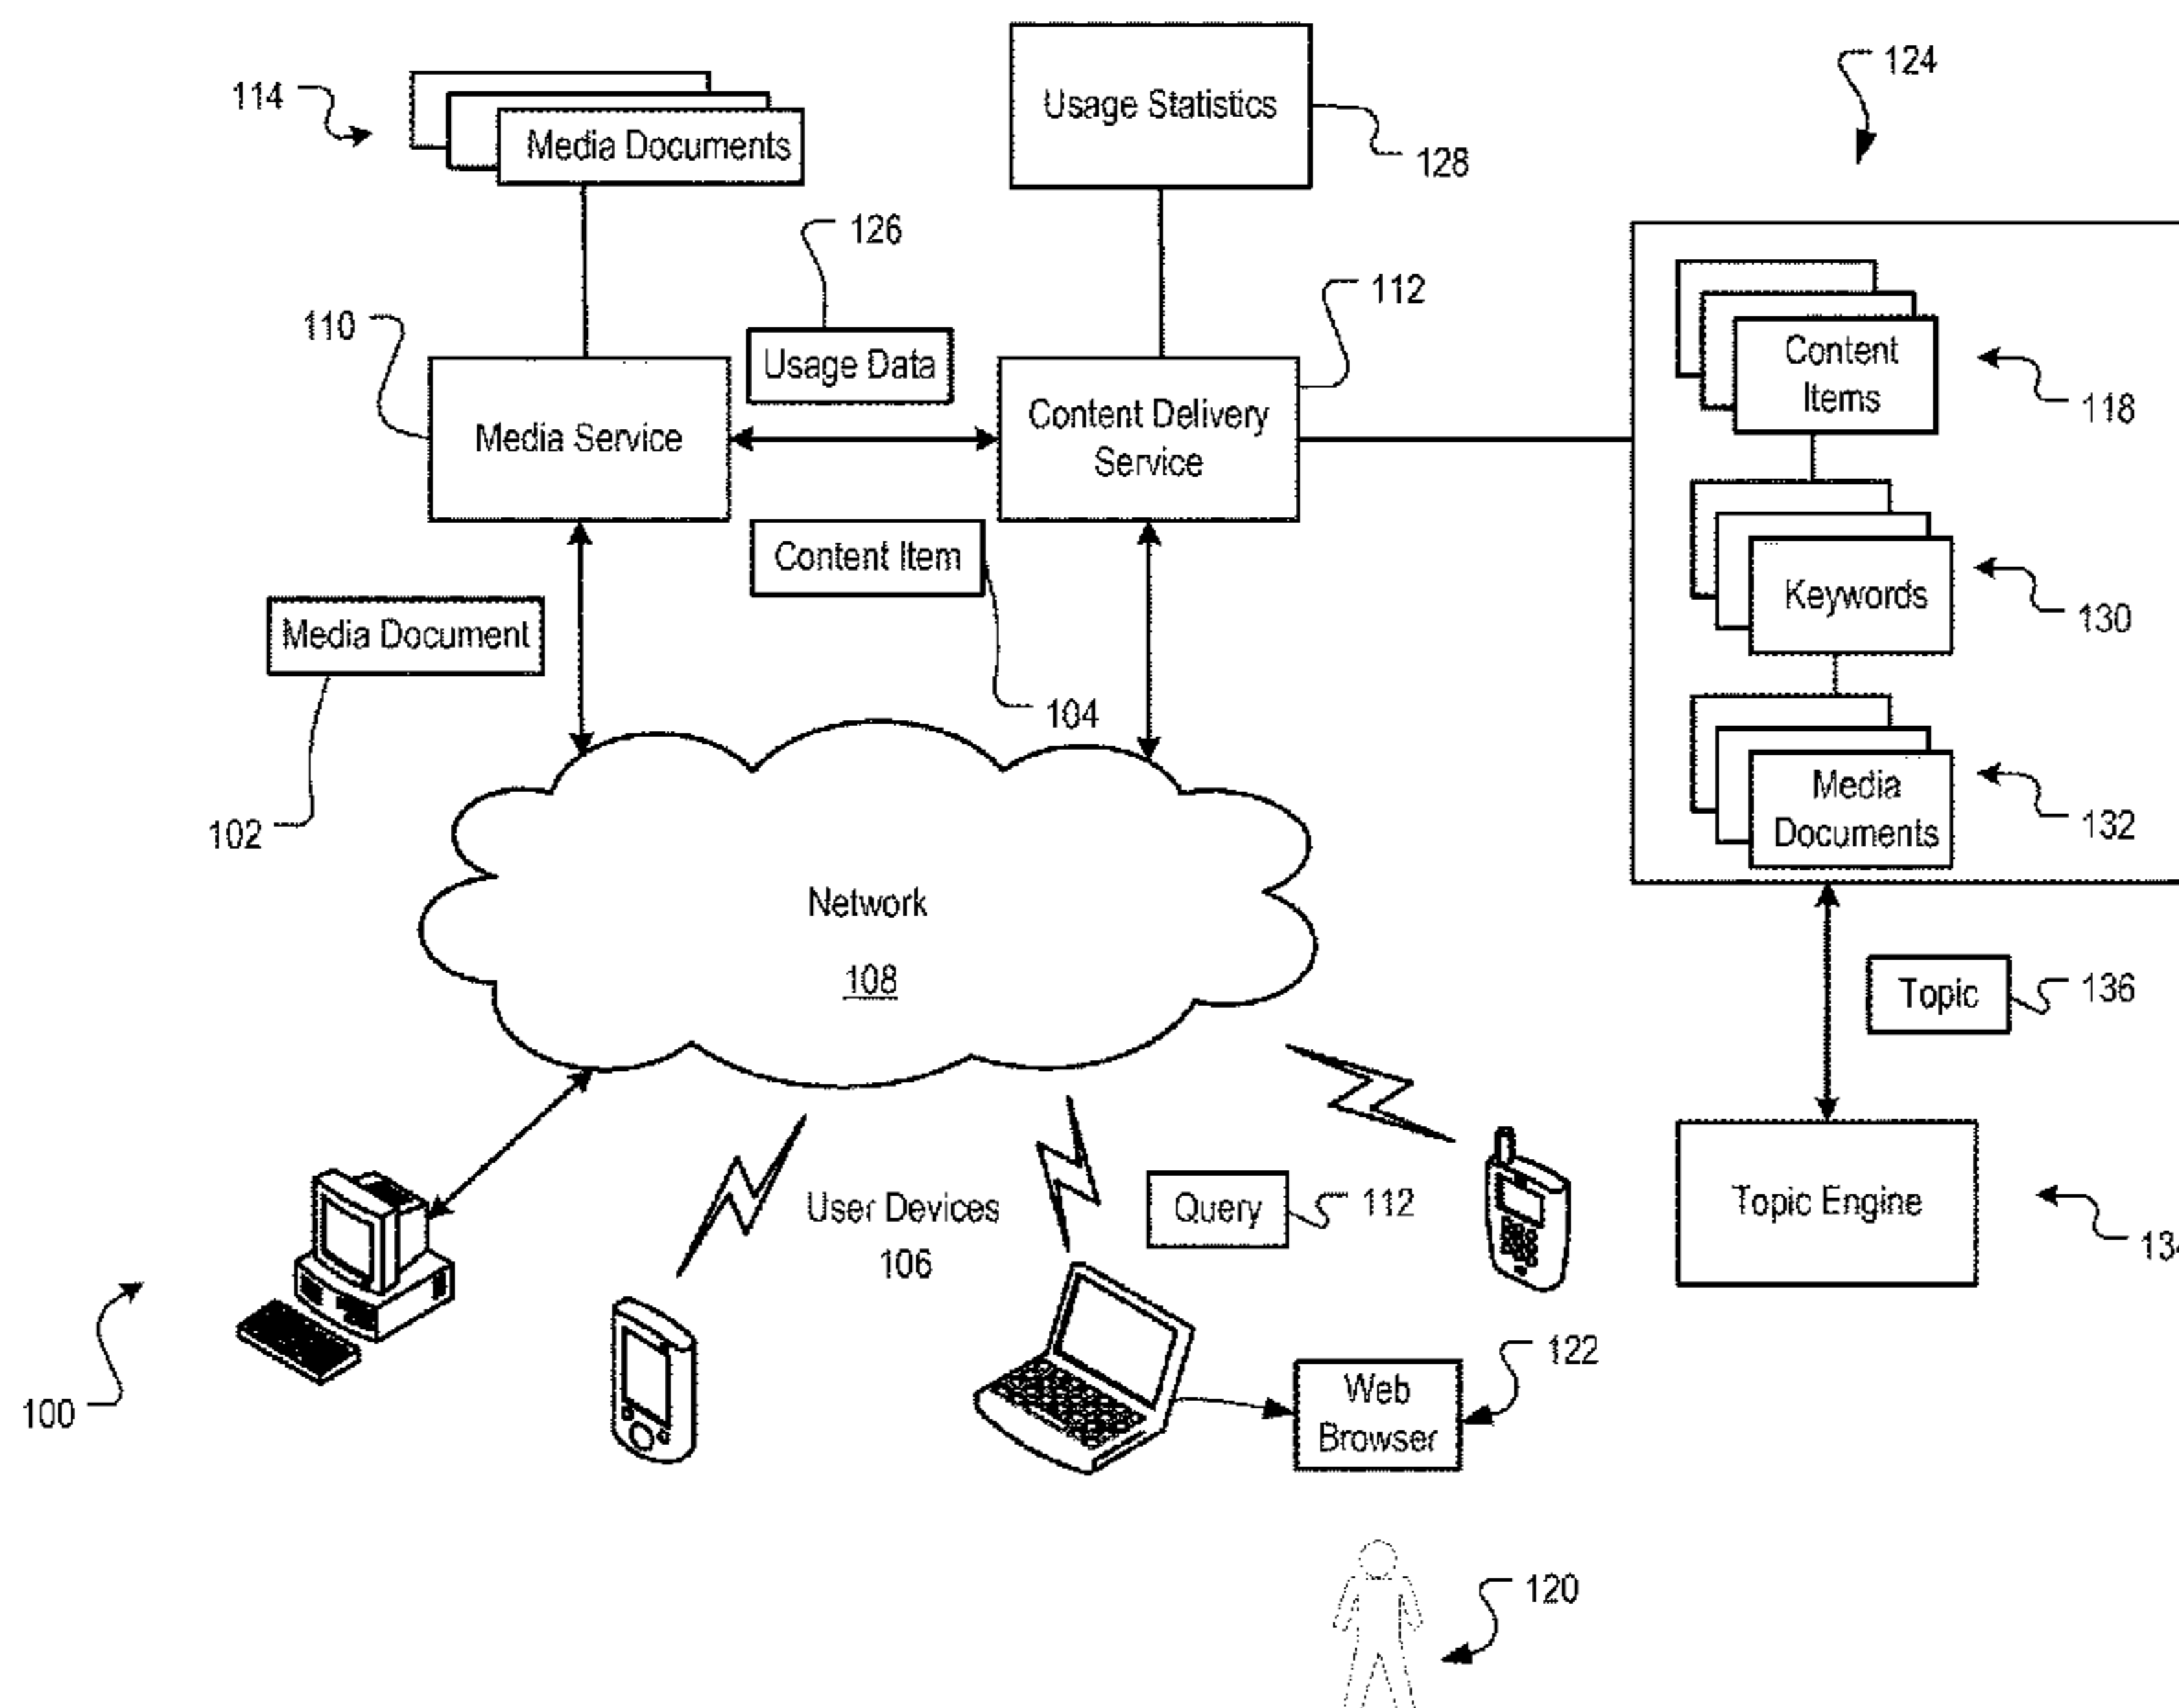 124
114
Usage Statistics
Media Documents
128
126
112
110
Content
Items
118
Usage Data
Media Service
Content Delivery
Service
Content Item
Keywords
130
Media Document
104
102
Media
Documents
132
Network
108
Topic
136
User Devices
106
Query
112
Topic Engine
100
Web
Browser
122
120